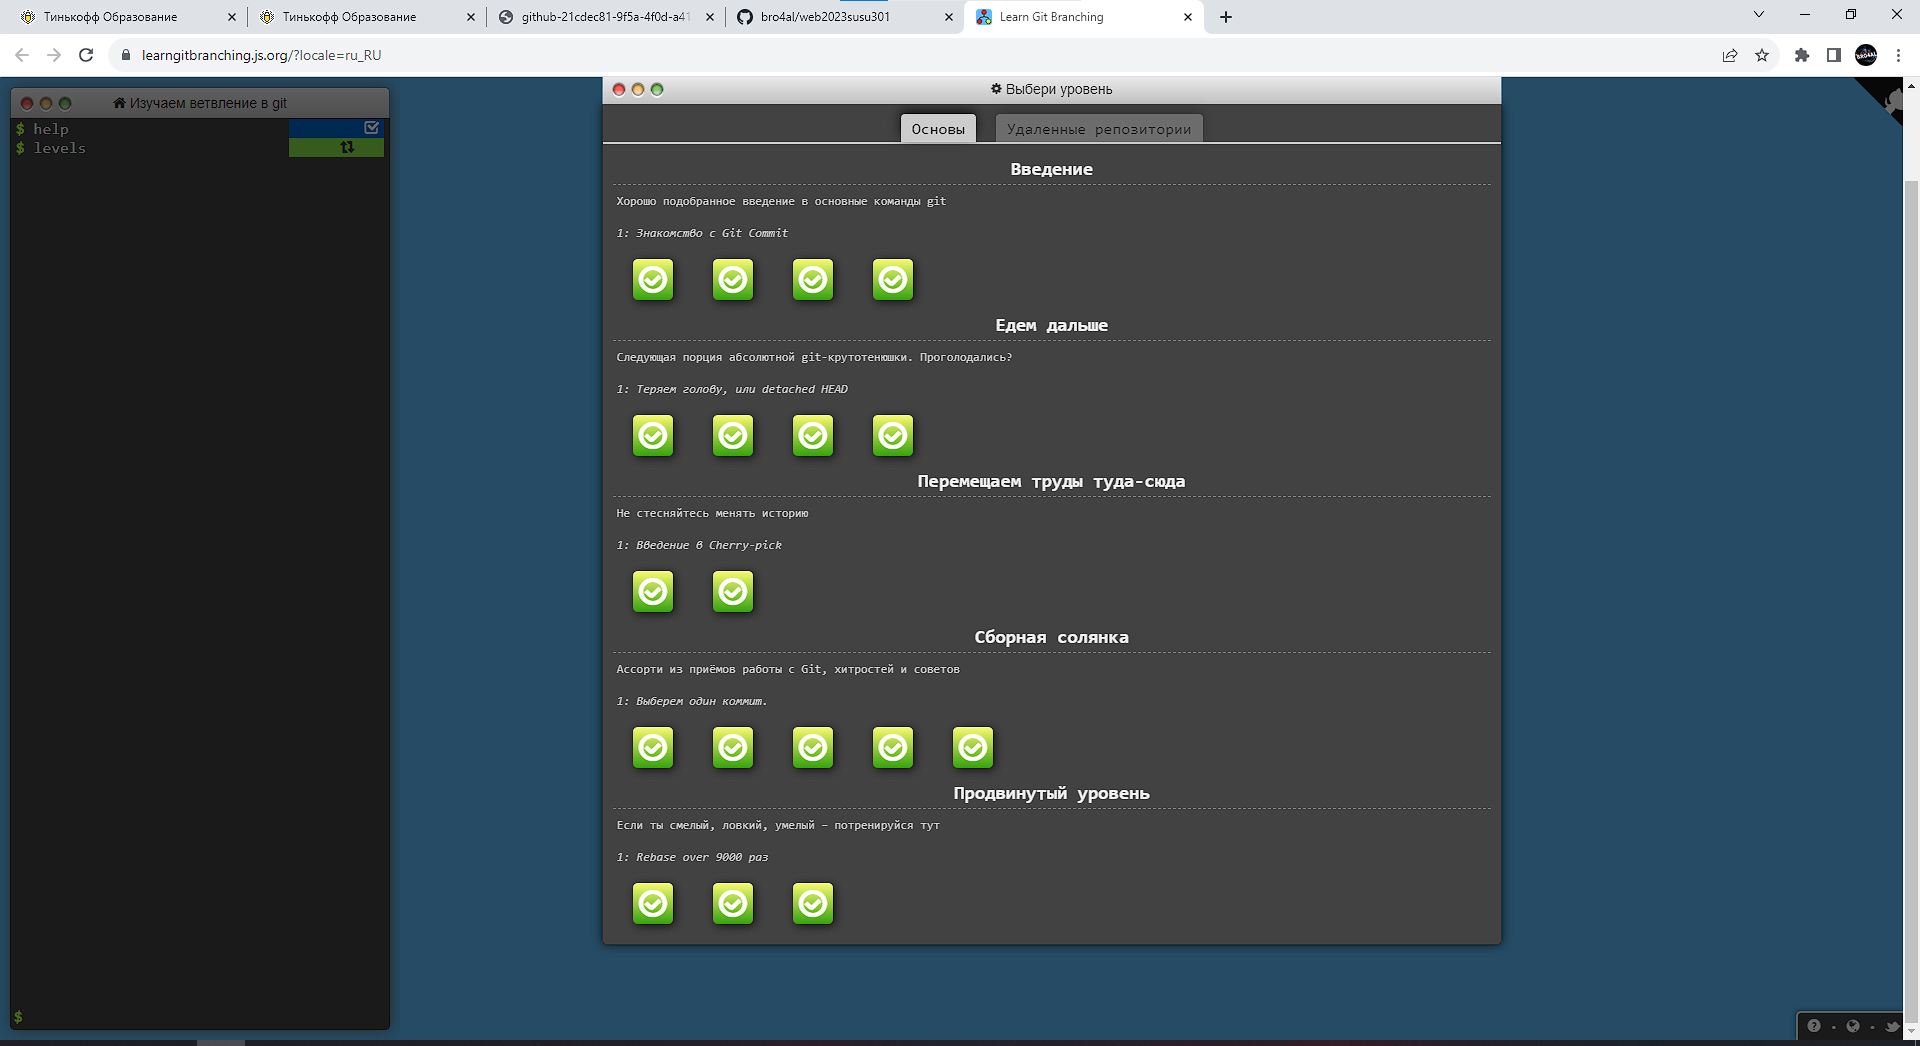 Тинькофф Образование
Тинькофф Образование
github-21cdec81-9f5a-4f0d-a41
bro4al/web2023susu301
Learn Git Branching
learngitbranching.js.org/?locale=ru_RU
Изучаем ветвление в git
$ help
$ levels
$
Выбери уровень
Основы
Удаленные репозитории
Введение
Хорошо подобранное введение в основные команды git
1: Знакомство с Git Commit
Едем дальше
Следующая порция абсолютной git-крутотенюшки. Проголодались?
1: Теряем голову, или detached HEAD
Перемещаем труды туда-сюда
Не стесняйтесь менять историю
1: Введение в Cherry-pick
Сборная солянка
Ассорти из приёмов работы с Git, хитростей и советов
1: Выберем один коммит.
Продвинутый уровень
Если ты смелый, ловкий, умелый – потренируйся тут
1: Rebase over 9000 раз